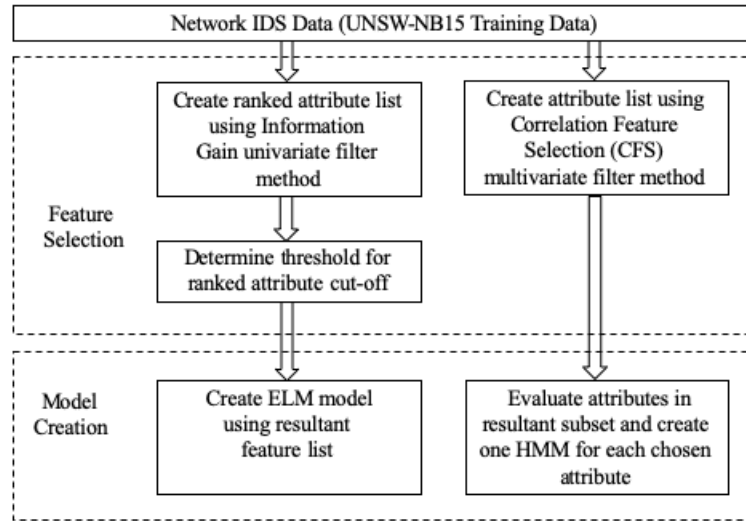 Network IDS Data (UNSW-NB15 Training Data)
Create ranked attribute list
using Information
Gain univariate filter
method
Create attribute list using
Correlation Feature
Selection (CFS)
multivariate filter method
Feature
Selection
Determine threshold for
ranked attribute cut-off
Model
Creation
Create ELM model
using resultant
feature list
Evaluate attributes in
resultant subset and create
one HMM for each chosen
attribute